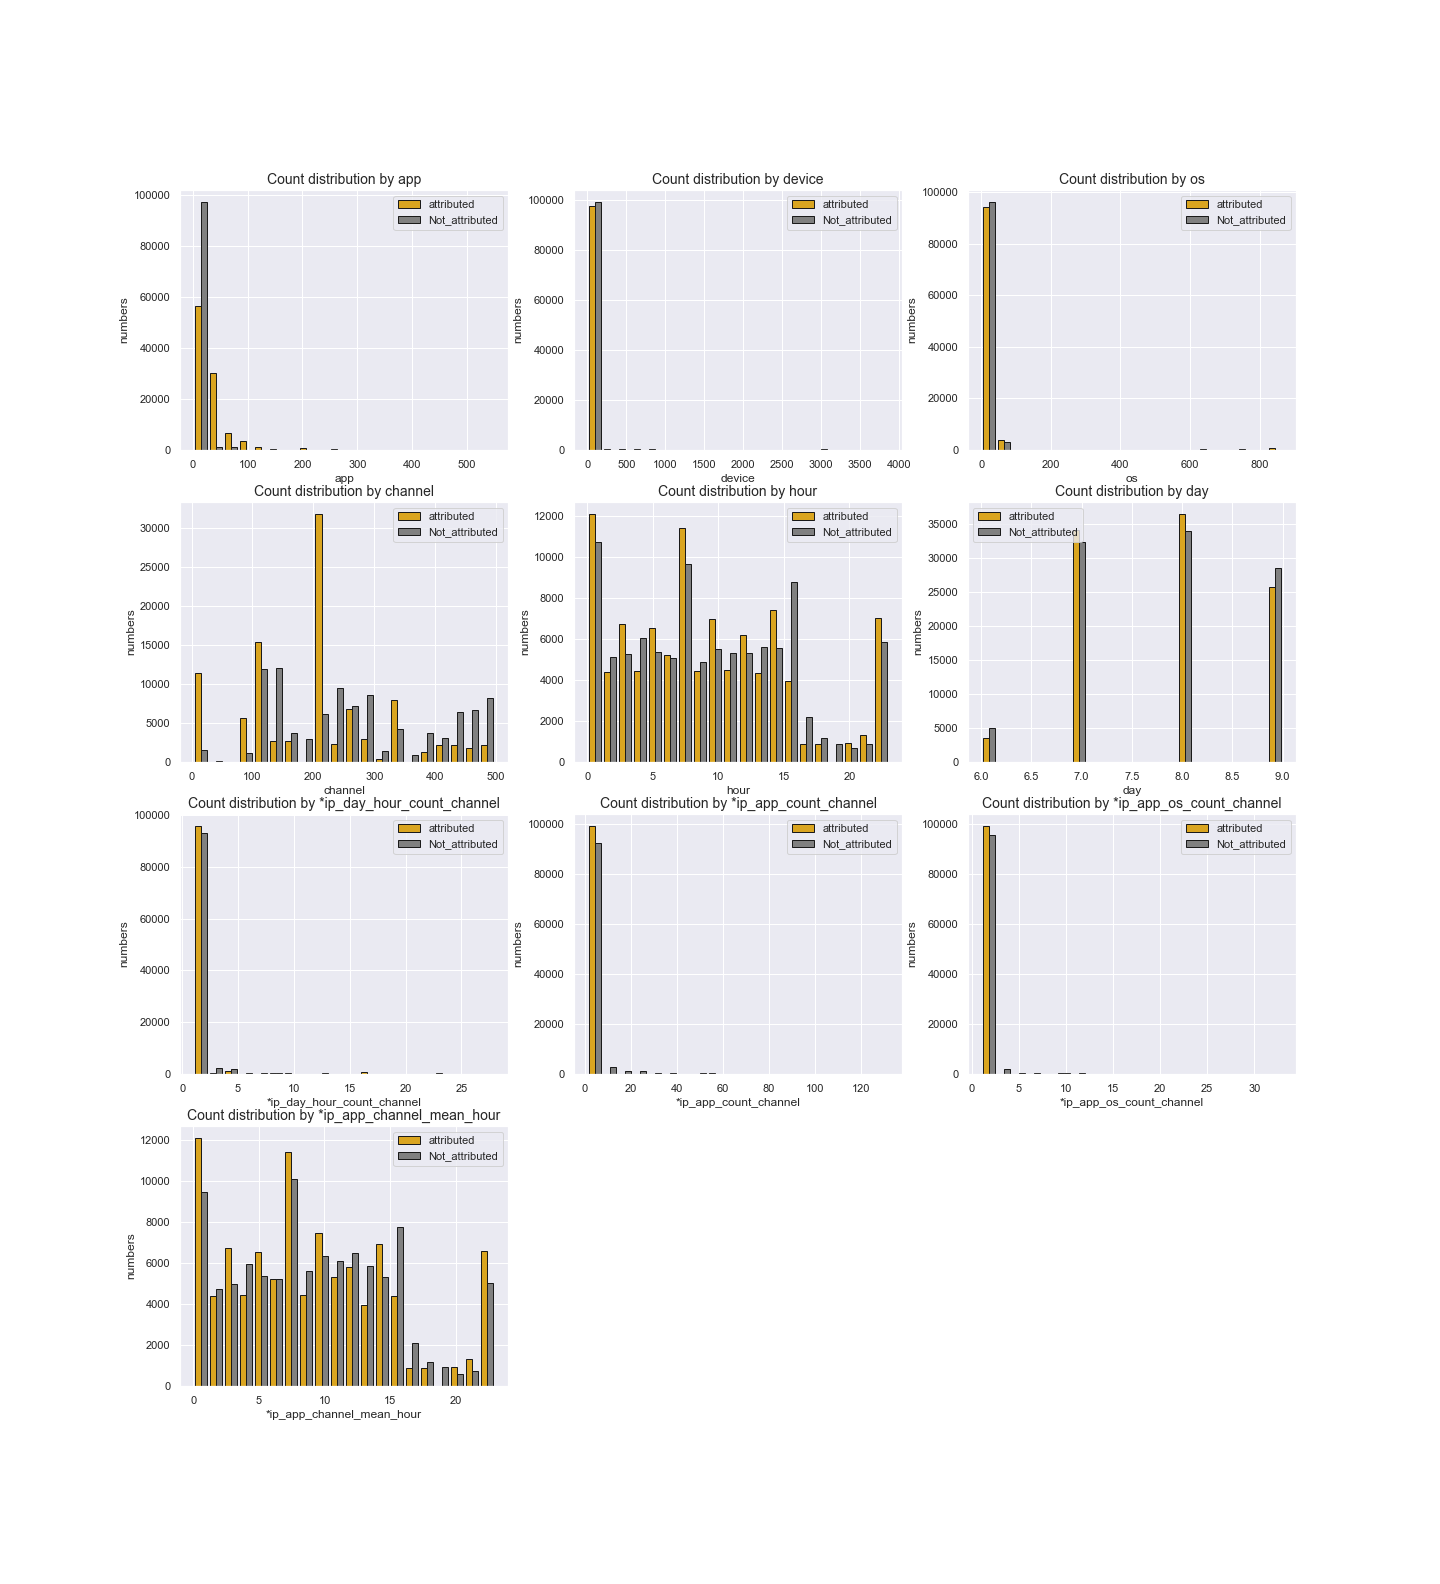 Count distribution by app
100000
80000
60000
40000
20000
0
numbers
0 100 200 300 400 500
app
attributed
Not_attributed
Count distribution by device
100000
80000
60000
40000
20000
0
numbers
0 500 1000 1500 2000 2500 3000 3500 4000
device
attributed
Not_attributed
Count distribution by os
100000
80000
60000
40000
20000
0
numbers
0 200 400 600 800
os
attributed
Not_attributed
Count distribution by channel
30000
25000
20000
15000
10000
5000
0
numbers
0 100 200 300 400 500
channel
attributed
Not_attributed
Count distribution by hour
12000
10000
8000
6000
4000
2000
0
numbers
0 5 10 15 20
hour
attributed
Not_attributed
Count distribution by day
35000
30000
25000
20000
15000
10000
5000
0
numbers
6.0 6.5 7.0 7.5 8.0 8.5 9.0
day
attributed
Not_attributed
Count distribution by *ip_day_hour_count_channel
100000
80000
60000
40000
20000
0
numbers
0 5 10 15 20 25
*ip_day_hour_count_channel
attributed
Not_attributed
Count distribution by *ip_app_count_channel
100000
80000
60000
40000
20000
0
numbers
0 20 40 60 80 100 120
*ip_app_count_channel
attributed
Not_attributed
Count distribution by *ip_app_os_count_channel
100000
80000
60000
40000
20000
0
numbers
0 5 10 15 20 25 30
*ip_app_os_count_channel
attributed
Not_attributed
Count distribution by *ip_app_channel_mean_hour
12000
10000
8000
6000
4000
2000
0
numbers
0 5 10 15 20
*ip_app_channel_mean_hour
attributed
Not_attributed